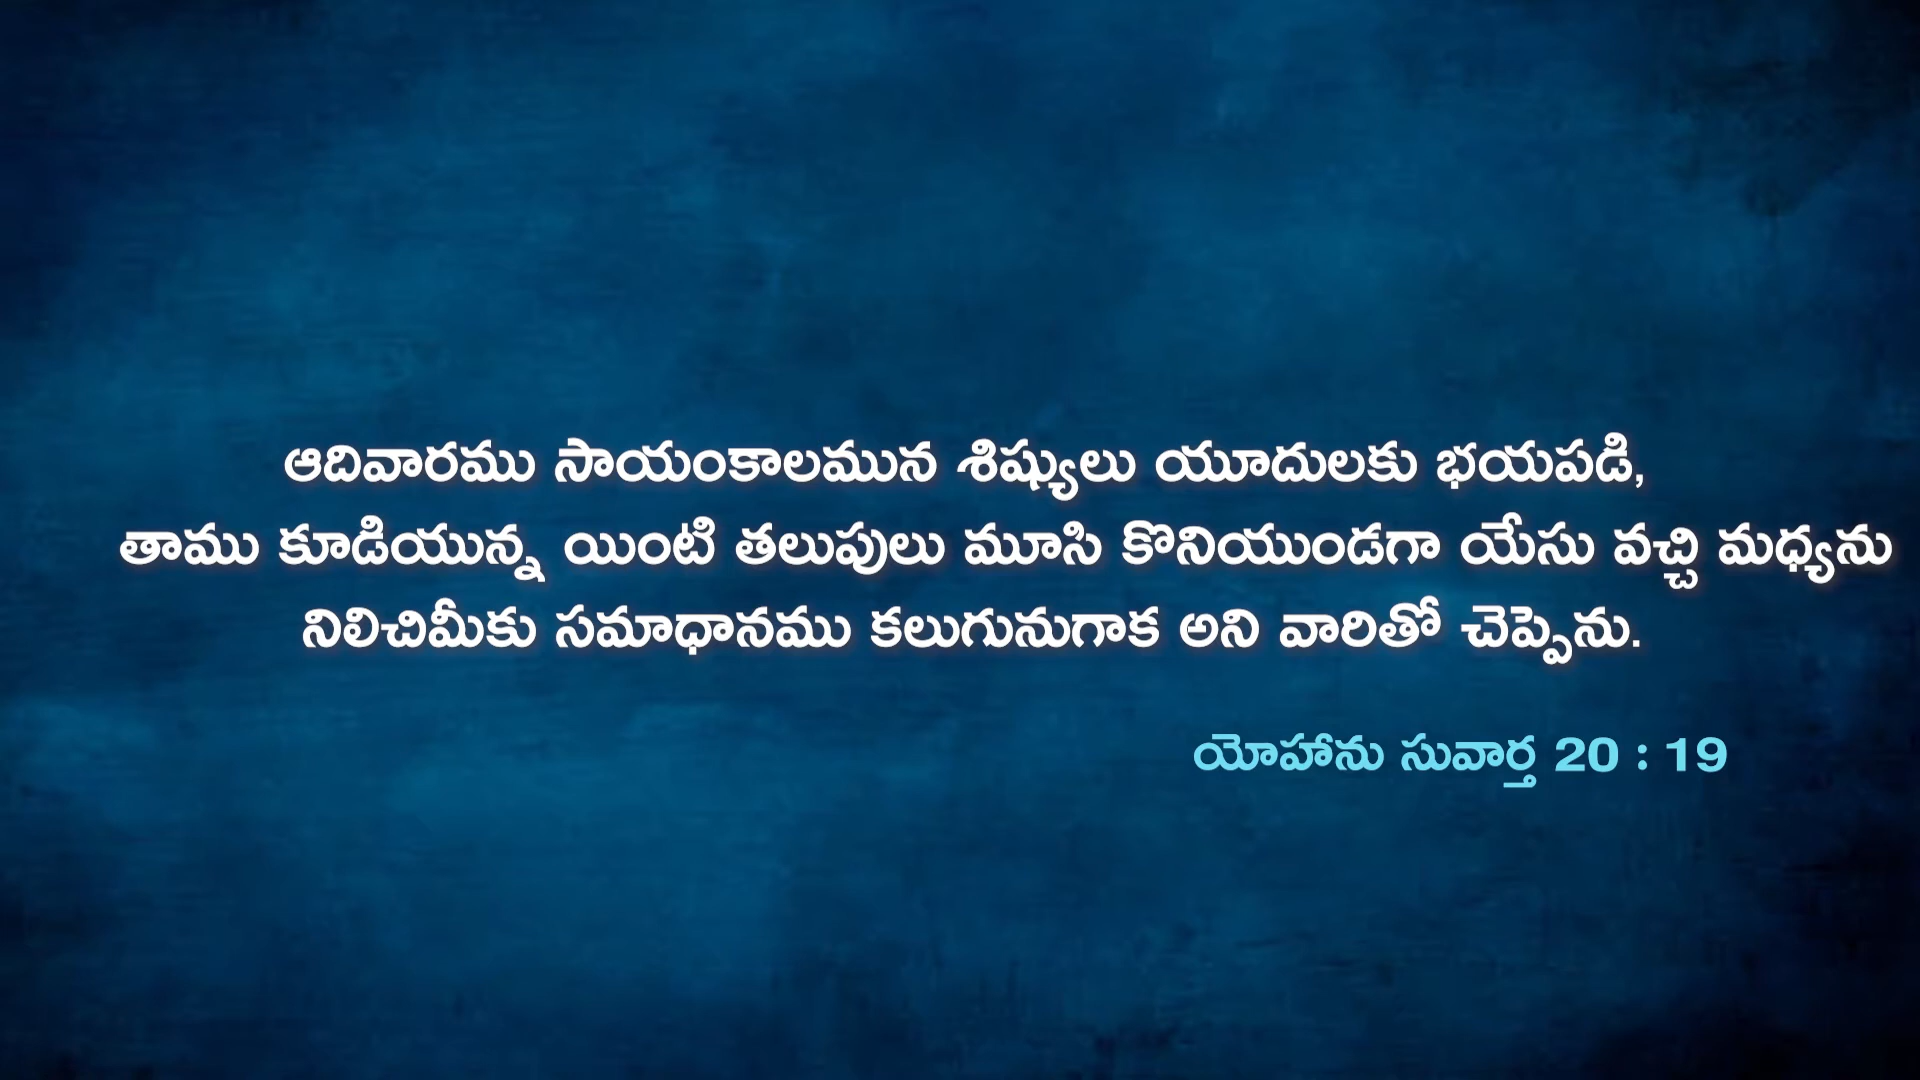 ఆదివారము సాయంకాలమున శిష్యులు యూదులకు భయపడి,
తాము కూడియున్న యింటి తలుపులు మూసి కొనియుండగా యేసు వచ్చి మధ్యను
నిలిచిమీకు సమాధానము కలుగునుగాక అని వారితో చెప్పెను.
యోహాను సువార్త 20 : 19